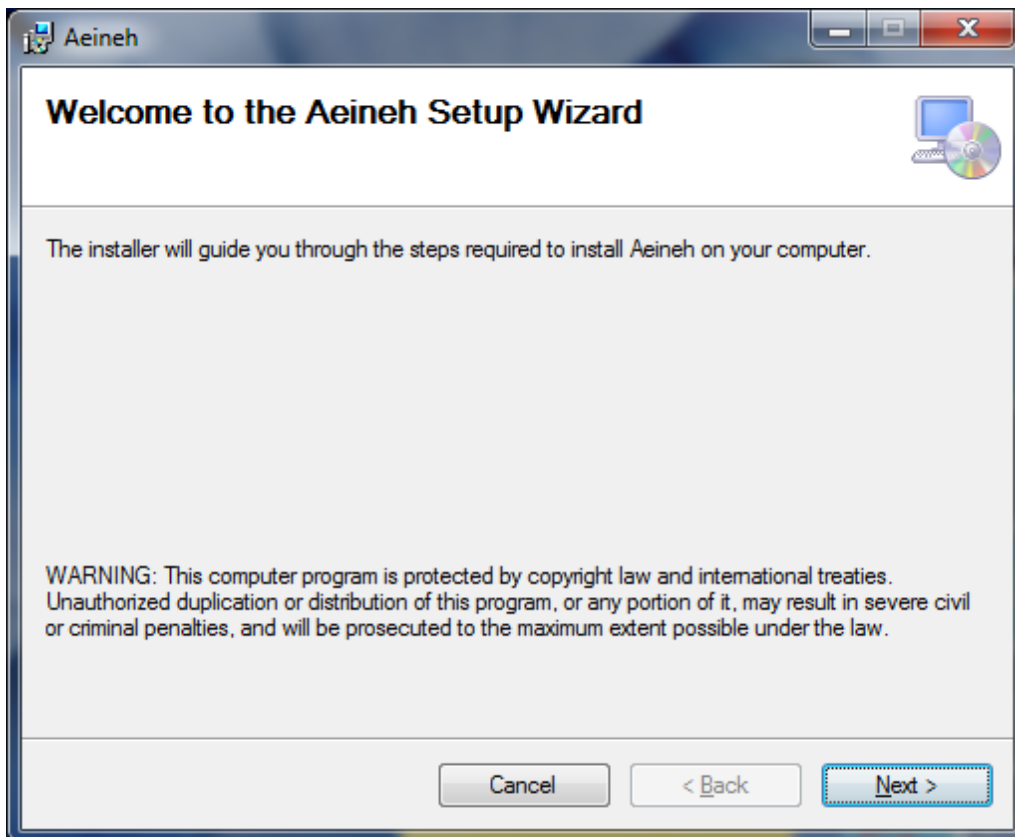 Aeineh
Welcome to the Aeineh Setup Wizard
The installer will guide you through the steps required to install Aeineh on your computer.
WARNING: This computer program is protected by copyright law and international treaties.
Unauthorized duplication or distribution of this program, or any portion of it, may result in severe civil
or criminal penalties, and will be prosecuted to the maximum extent possible under the law.
Cancel < Back Next >